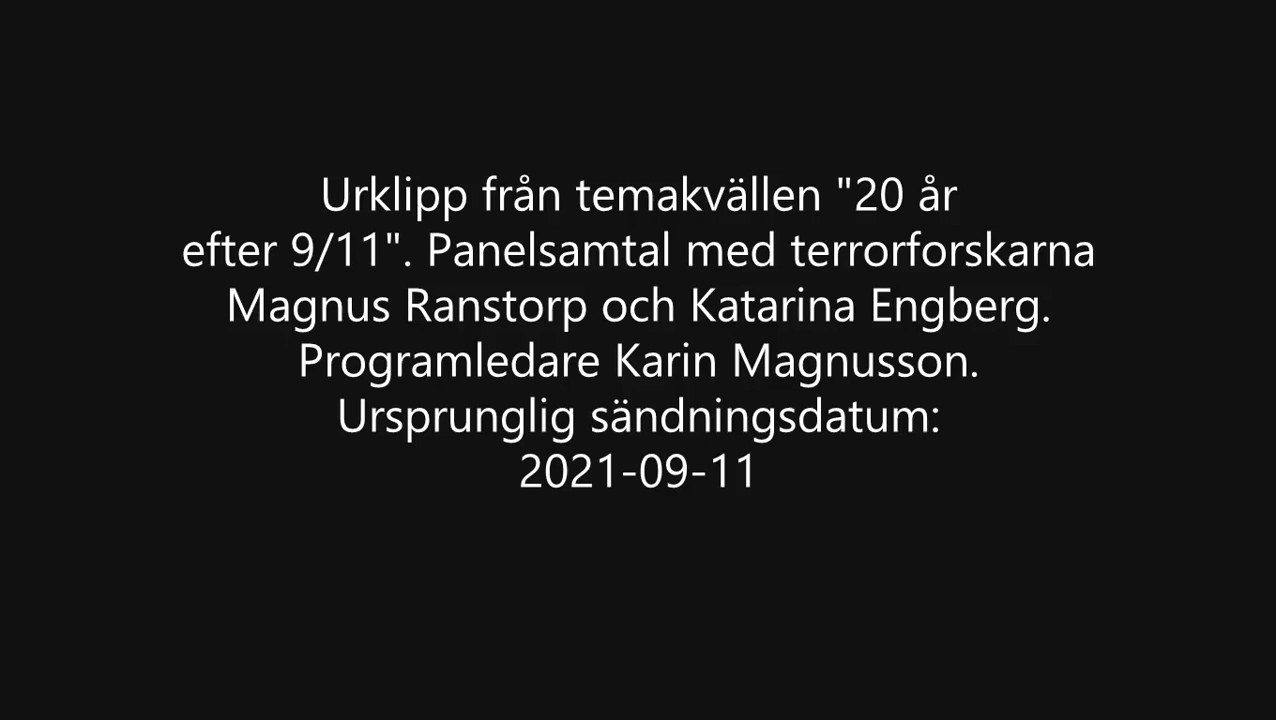 Urklipp från temakvällen "20 år
efter 9/11". Panelsamtal med terrorforskarna
Magnus Ranstorp och Katarina Engberg.
Programledare Karin Magnusson.
Ursprunglig sändningsdatum:
2021-09-11